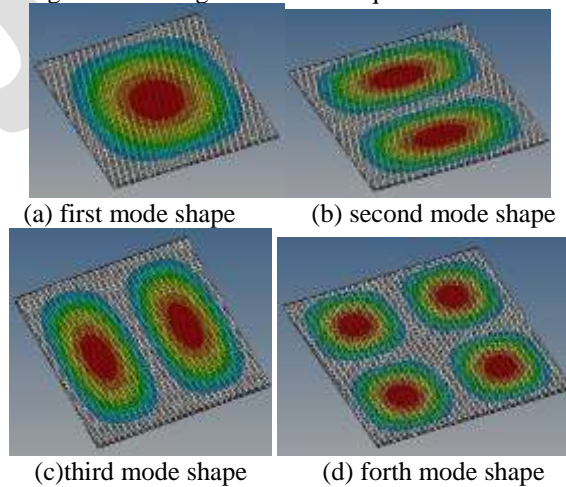 (a) first mode shape
(b) second mode shape
(c)third mode shape
(d) forth mode shape